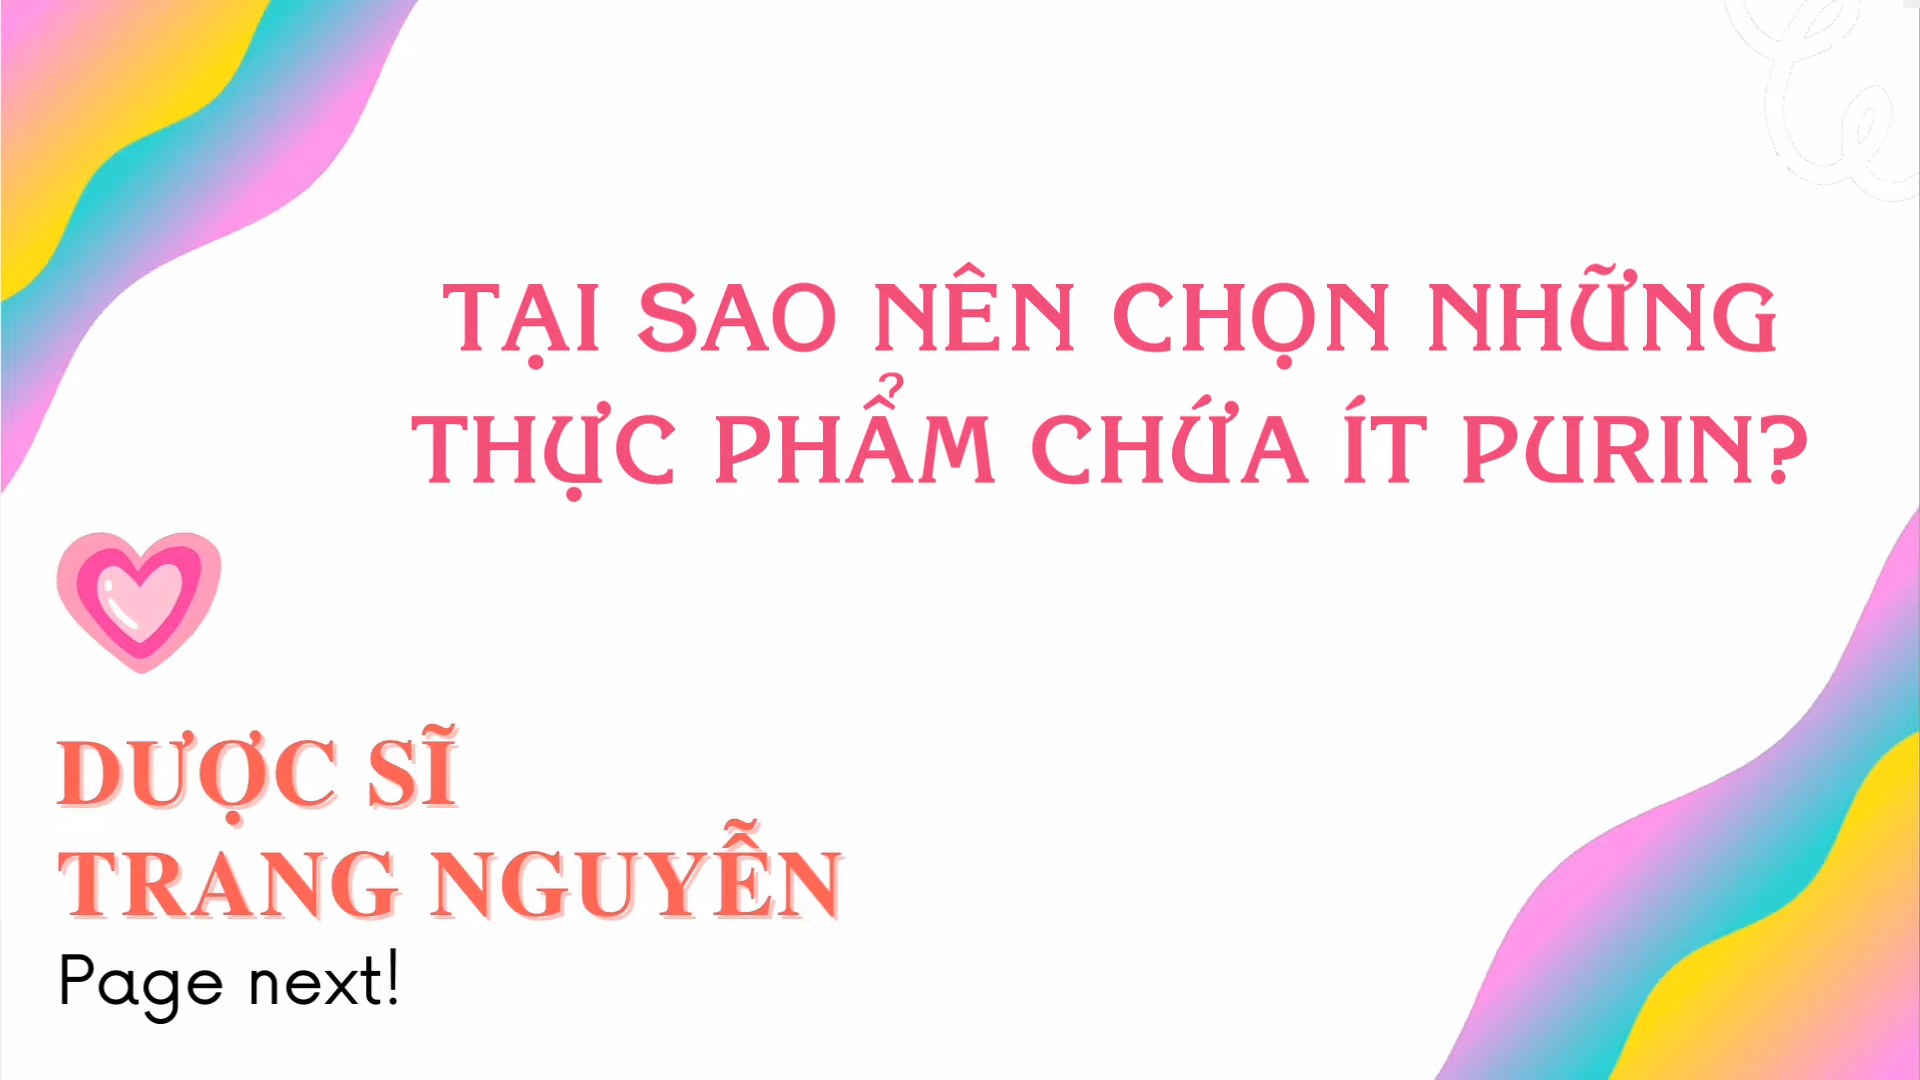 TẠI SAO NÊN CHỌN NHỮNG
THỰC PHẨM CHỨA ÍT PURIN?
DƯỢC SĨ
TRANG NGUYỄN
Page next!